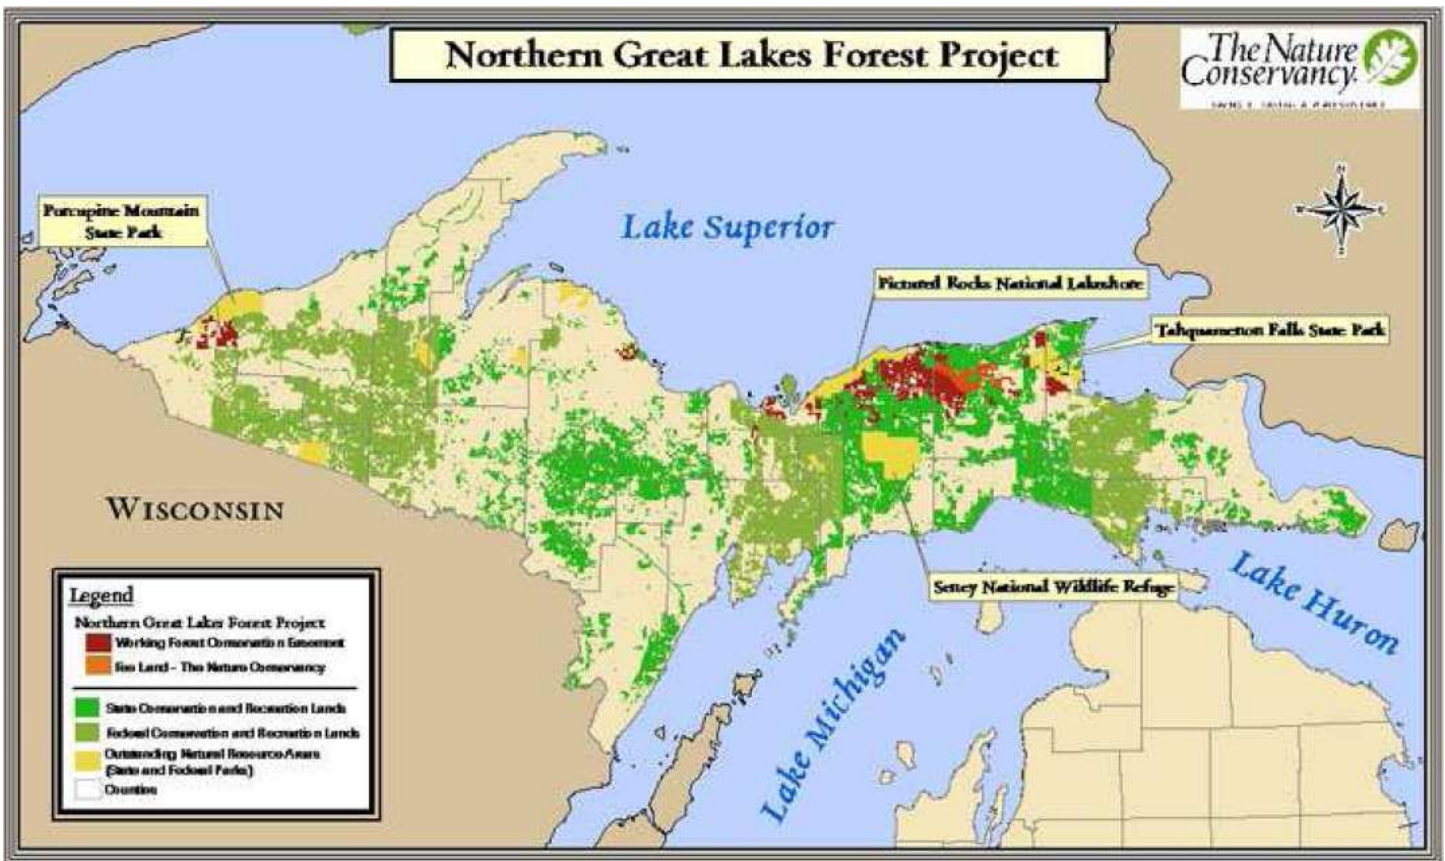 Northern Great Lakes Forest Project
The Nature
Conservancy
Porcupine Mountain
State Park
Lake Superior
N
W
E
S
Pictured Rocks National Lakeshore
Tahquamenon Falls State Park
WISCONSIN
Seney National Wildlife Refuge
Lake Huron
Lake Michigan
Legend
Northern Great Lakes Forest Project
Working Forest Conservation Easement
Fee Land - The Nature Conservancy
State Conservation and Recreation Lands
Federal Conservation and Recreation Lands
Outstanding Natural Resource Areas
(State and Federal Parks)
Counties